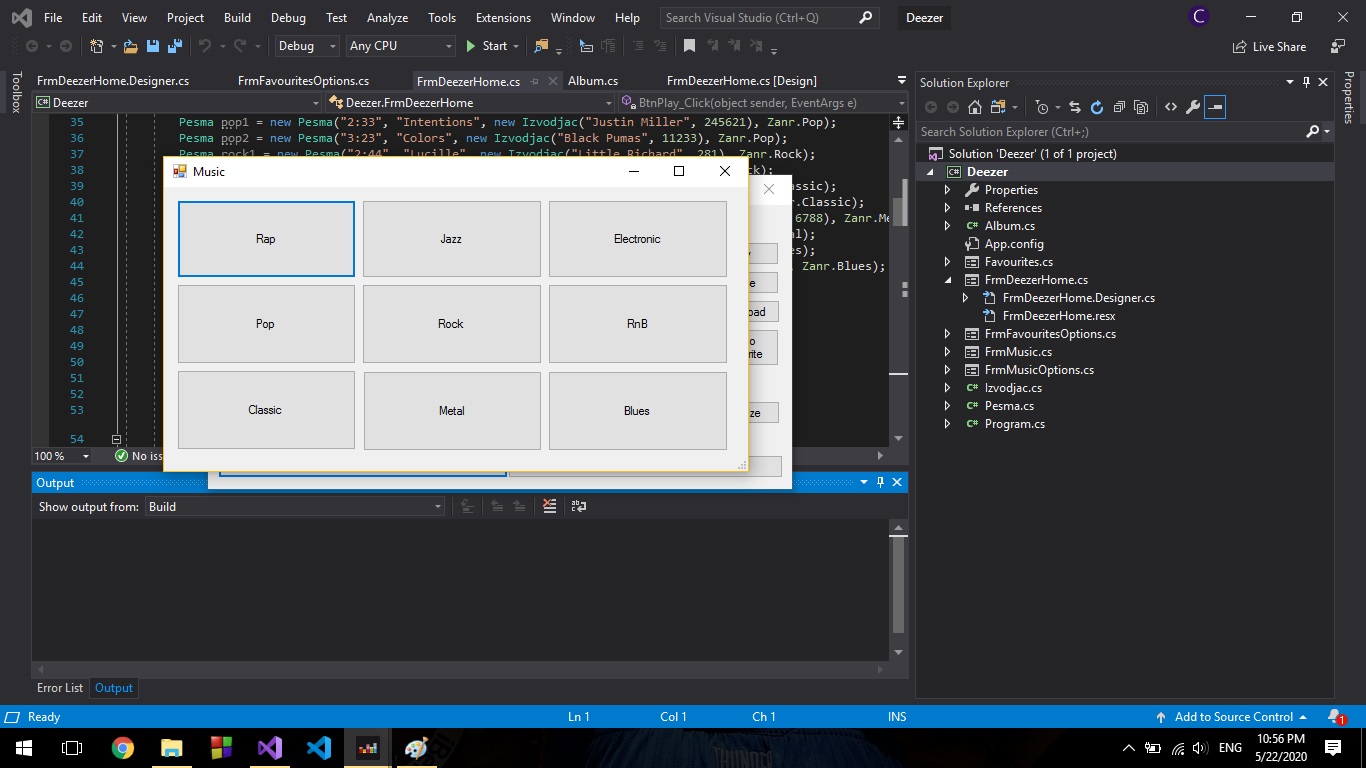 File Edit View Project Build Debug Test Analyze Tools Extensions Window Help Search Visual Studio (Ctrl+Q) Deezer C
Debug Any CPU Start Live Share
Toolbox
FrmDeezerHome.Designer.cs FrmFavouritesOptions.cs FrmDeezerHome.cs Album.cs FrmDeezerHome.cs [Design]
C# Deezer Deezer.FrmDeezerHome BtnPlay_Click(object sender, EventArgs e)
35 Pesma pop1 = new Pesma("2:33", "Intentions", new Izvodjac("Justin Miller", 245621), Zanr.Pop);
36 Pesma pop2 = new Pesma("3:23", "Colors", new Izvodjac("Black Pumas", 11233), Zanr.Pop);
37 Pesma rock1 = new Pesma("2:44", "Lucille", new Izvodjac("Little Richard", 281), Zanr.Rock);
38 ck);
39 assic);
40 r.Classic);
41 6788), Zanr.Me
42 al);
43 es);
44 , Zanr.Blues);
45
46
47
48
49
50
51
52
53
54
Music
Rap Jazz Electronic
Pop Rock RnB
Classic Metal Blues
e
oad
o
rite
ze
100 % No iss
Output
Show output from: Build
Error List Output
Solution Explorer
Search Solution Explorer (Ctrl+;)
Solution 'Deezer' (1 of 1 project)
C# Deezer
Properties
References
C# Album.cs
App.config
Favourites.cs
FrmDeezerHome.cs
FrmDeezerHome.Designer.cs
FrmDeezerHome.resx
FrmFavouritesOptions.cs
FrmMusic.cs
FrmMusicOptions.cs
C# Izvodjac.cs
C# Pesma.cs
C# Program.cs
Properties
Ready Ln 1 Col 1 Ch 1 INS Add to Source Control 1
THUNDER
ENG
10:56 PM
5/22/2020